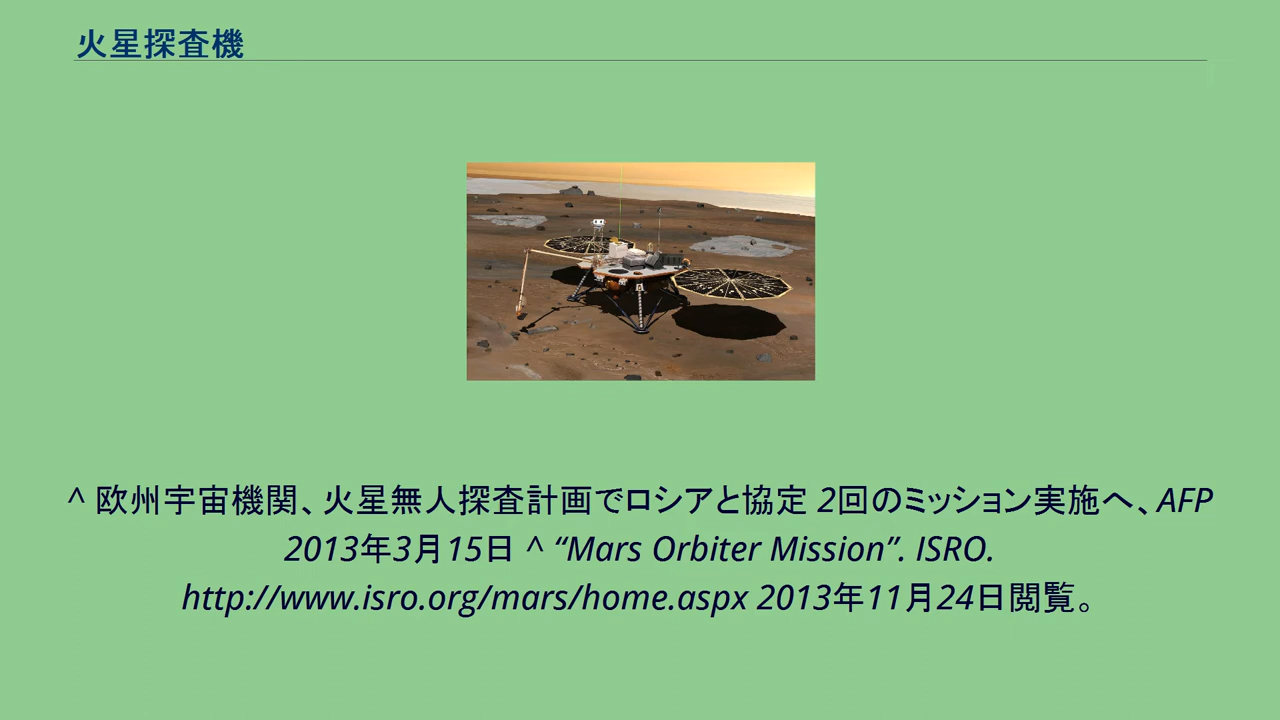 火星探査機
^ 欧州宇宙機関、火星無人探査計画でロシアと協定 2回のミッション実施へ、AFP
2013年3月15日 ^ “Mars Orbiter Mission”. ISRO.
http://www.isro.org/mars/home.aspx 2013年11月24日閲覧。